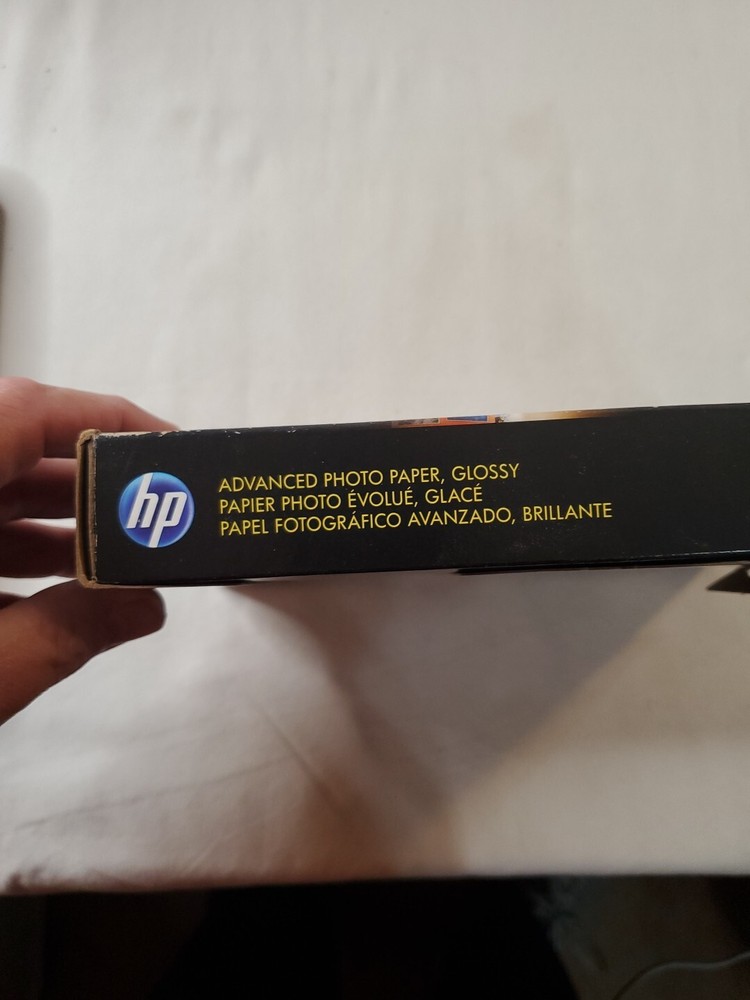 hp
ADVANCED PHOTO PAPER, GLOSSY
PAPIER PHOTO ÉVOLUÉ, GLACÉ
PAPEL FOTOGRÁFICO AVANZADO, BRILLANTE